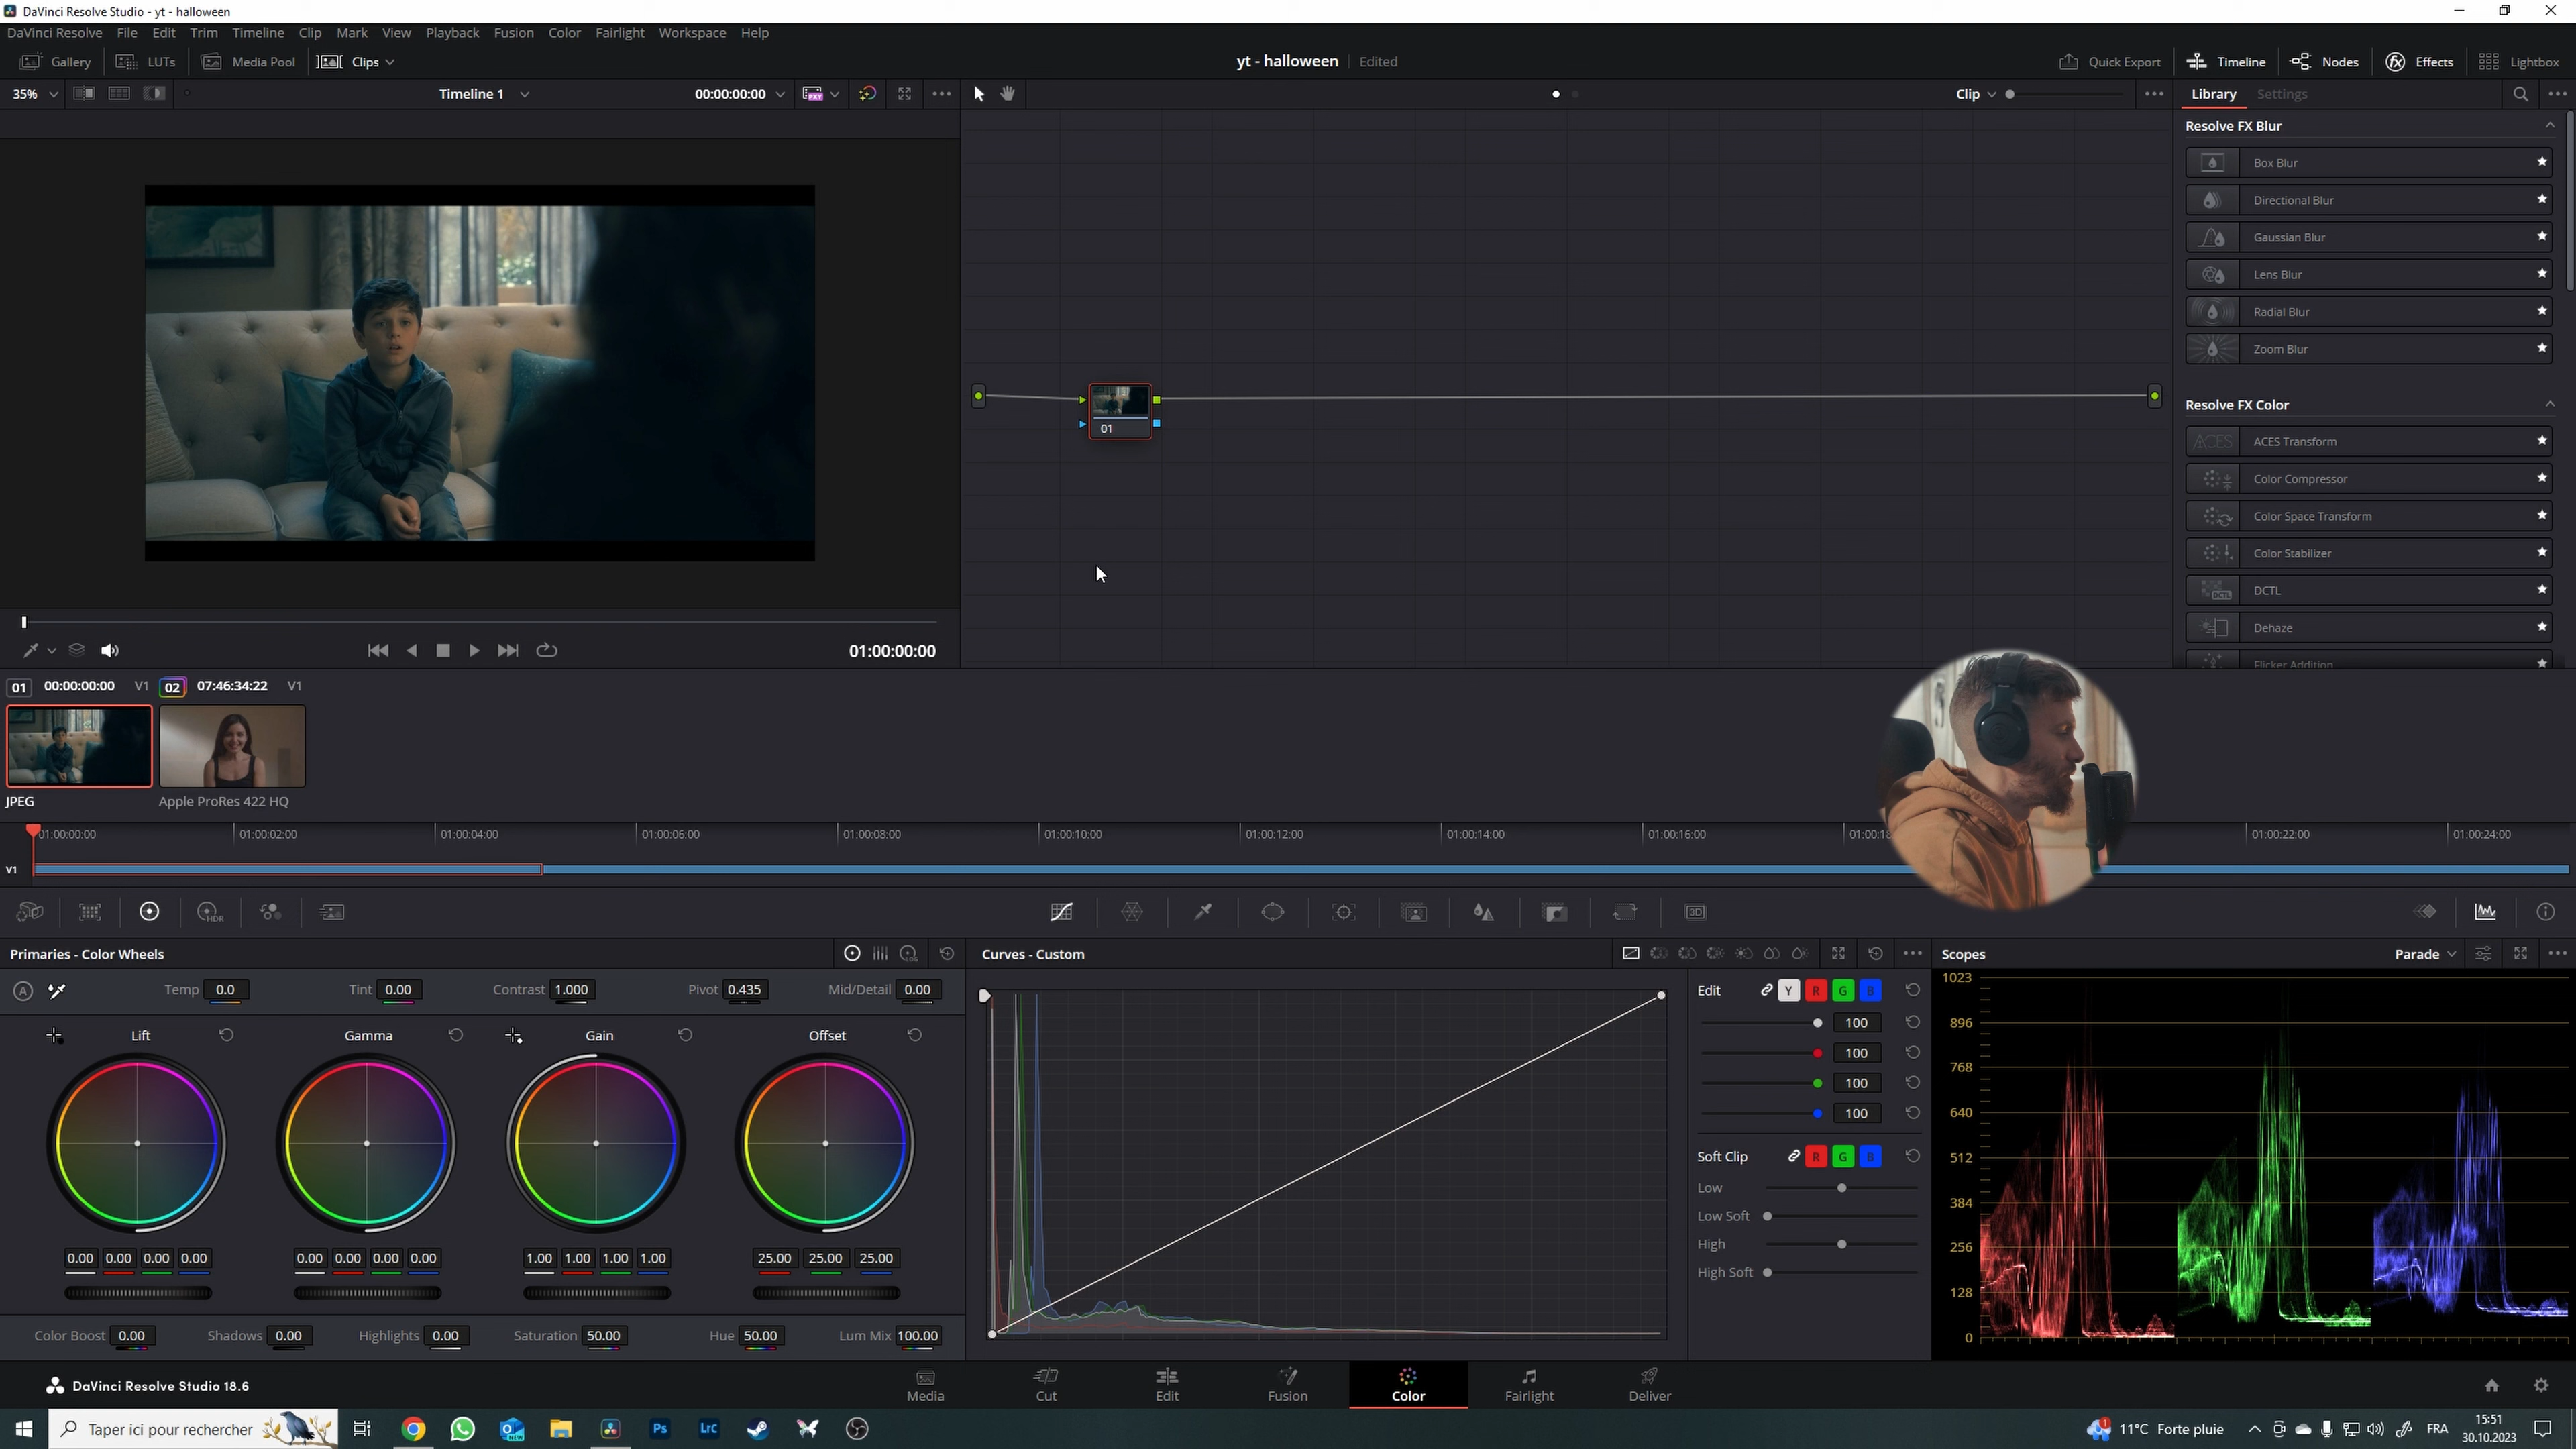 DaVinci Resolve Studio - yt - halloween
DaVinci Resolve File Edit Trim Timeline Clip Mark View Playback Fusion Color Fairlight Workspace Help
Gallery LUTs Media Pool Clips yt - halloween Edited Quick Export Timeline Nodes Effects Lightbox
35% Timeline 1 00:00:00:00 PXY Clip Library Settings
Resolve FX Blur
Box Blur
Directional Blur
Gaussian Blur
Lens Blur
Radial Blur
Zoom Blur
Resolve FX Color
ACES ACES Transform
01
Color Compressor
Color Space Transform
Color Stabilizer
DCTL DCTL
Dehaze
Flicker Addition
01:00:00:00
01 00:00:00:00 V1 02 07:46:34:22 V1
JPEG Apple ProRes 422 HQ
01:00:00:00 01:00:02:00 01:00:04:00 01:00:06:00 01:00:08:00 01:00:10:00 01:00:12:00 01:00:14:00 01:00:16:00 01:00:22:00 01:00:24:00
V1
HDR 3D
Primaries - Color Wheels LOG Curves - Custom Scopes Parade
A Temp 0.0 Tint 0.00 Contrast 1.000 Pivot 0.435 Mid/Detail 0.00 Edit Y R G B
Lift Gamma Gain Offset
100
100
100
100
Soft Clip R G B
Low
Low Soft
High
High Soft
1023
896
768
640
512
384
256
128
0
0.00 0.00 0.00 0.00 0.00 0.00 0.00 0.00 1.00 1.00 1.00 1.00 25.00 25.00 25.00
Color Boost 0.00 Shadows 0.00 Highlights 0.00 Saturation 50.00 Hue 50.00 Lum Mix 100.00
DaVinci Resolve Studio 18.6 Media Cut Edit Fusion Color Fairlight Deliver
Taper ici pour rechercher NEW Ps Lrc 1 11°C Forte pluie FRA 15:51
30.10.2023